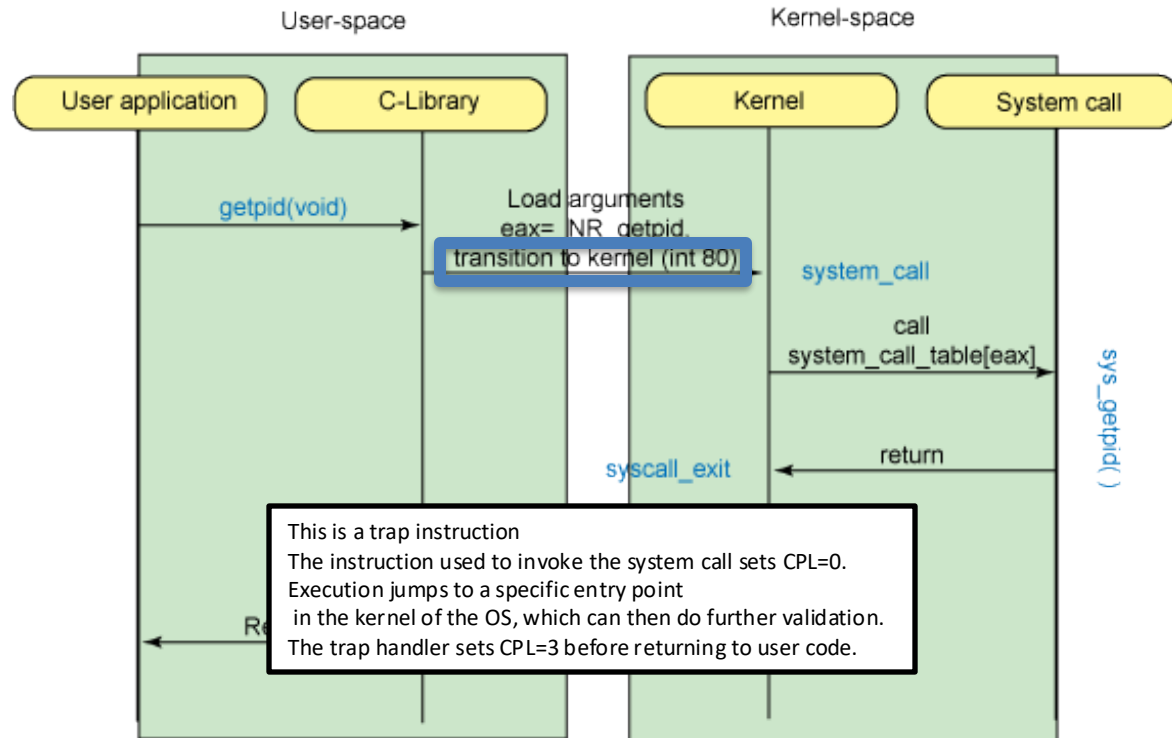 User-space
Kernel-space
User application
C-Library
Kernel
System call
getpid(void)
Load arguments
eax=_NR_getpid,
transition to kernel (int 80)
system_call
call
system_call_table[eax]
sys_getpid()
return
syscall_exit
This is a trap instruction
The instruction used to invoke the system call sets CPL=0.
Execution jumps to a specific entry point
in the kernel of the OS, which can then do further validation.
The trap handler sets CPL=3 before returning to user code.